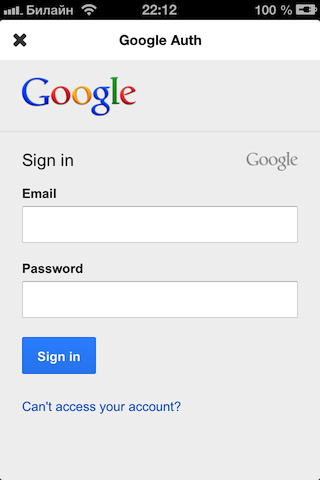 Билайн 22:12 100 %
Google Auth
Google
Sign in Google
Email
Password
Sign in
Can't access your account?